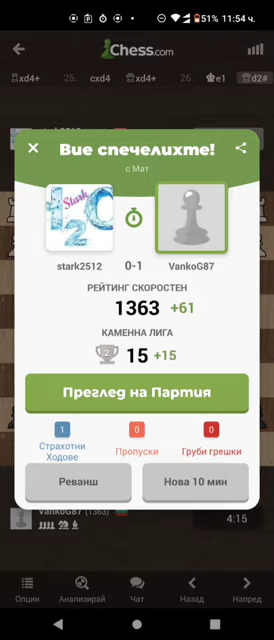 51% 11:54 ч.
Chess.com
♖xd4+ 25. cxd4 ♕xd4+ 26. ♚e1 ♕d2#
Вие спечелихте!
с Мат
Stark
H2O
stark2512 0-1 VankoG87
РЕЙТИНГ СКОРОСТЕН
1363 +61
КАМЕННА ЛИГА
2 15 +15
Преглед на Партия
1 0 0
Страхотни Ходове Пропуски Груби грешки
Реванш Нова 10 мин
VankoG87 (1363)
4:15
Опции Анализирай Чат Назад Напред